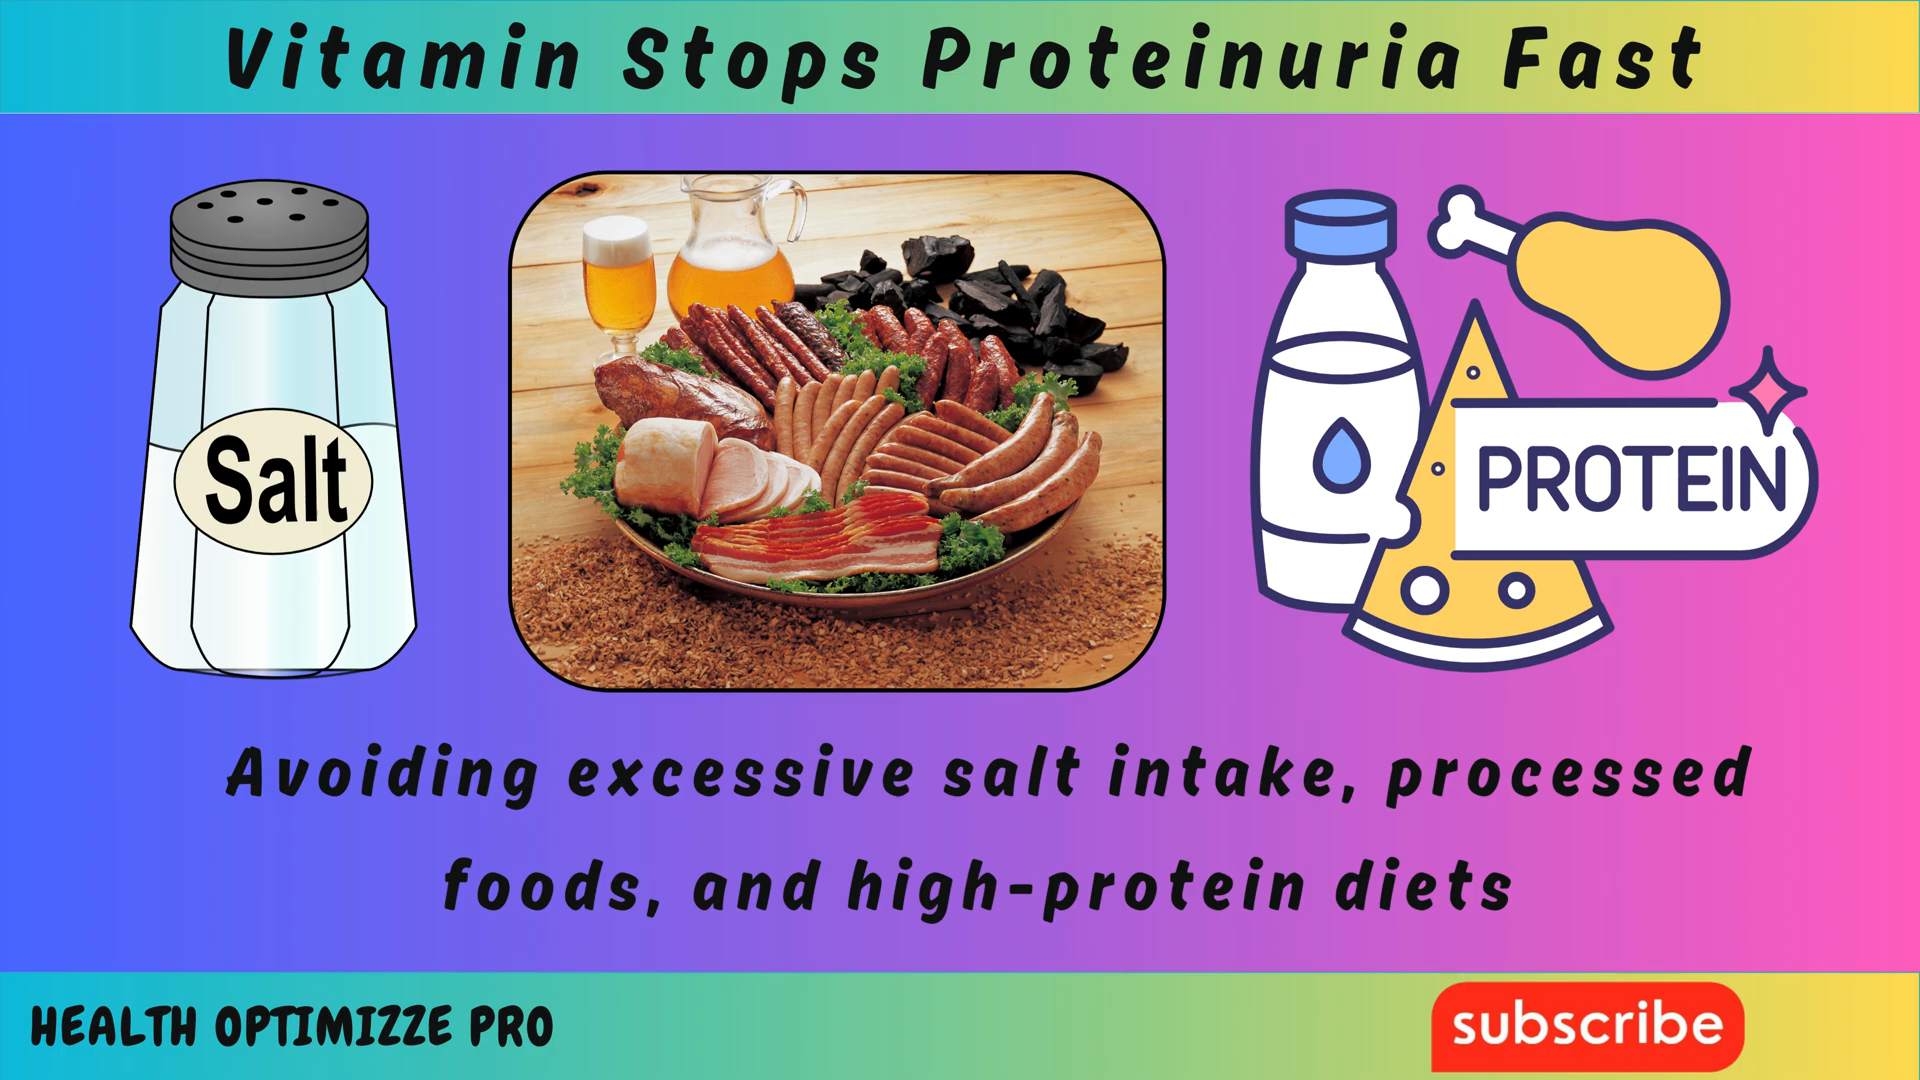 Vitamin Stops Proteinuria Fast
Salt
PROTEIN
Avoiding excessive salt intake, processed
foods, and high-protein diets
HEALTH OPTIMIZZE PRO
subscribe